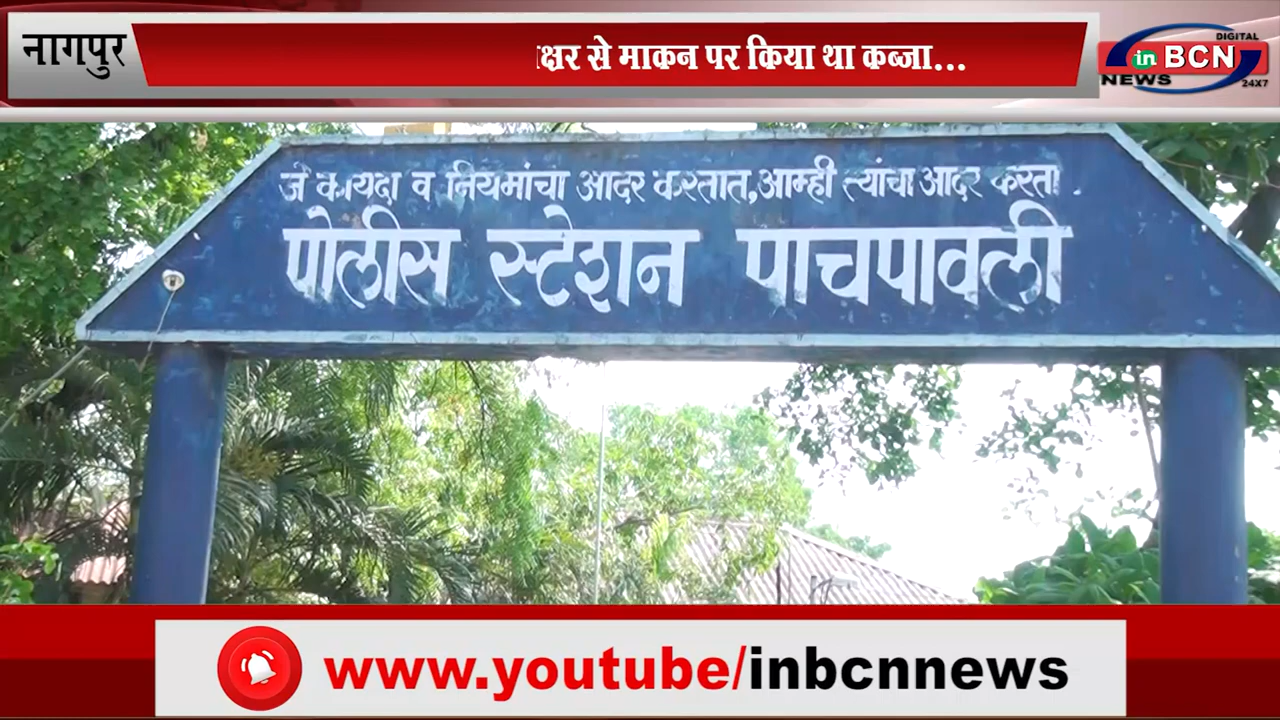 नागपुर
क्षर से माकन पर किया था कब्जा...
DIGITAL
in BCN
NEWS
24X7
जे कायदा व नियमांचा आदर करतात,आम्ही त्यांचा आदर करता
पोलीस स्टेशन पाचपावली
www.youtube/inbcnnews